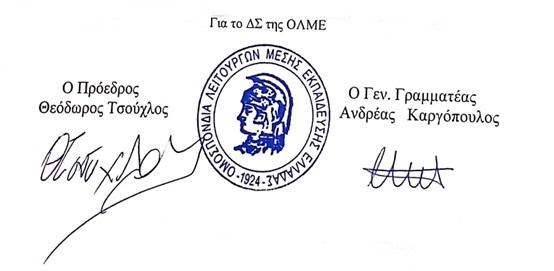 Για το ΔΣ της ΟΛΜΕ
Ο Πρόεδρος
Θεόδωρος Τσούχλος
ΟΜΟΣΠΟΝΔΙΑ ΛΕΙΤΟΥΡΓΩΝ ΜΕΣΗΣ ΕΚΠΑΙΔΕΥΣΗΣ ΕΛΛΑΔΑΣ
-1924-
Ο Γεν. Γραμματέας
Ανδρέας Καργόπουλος